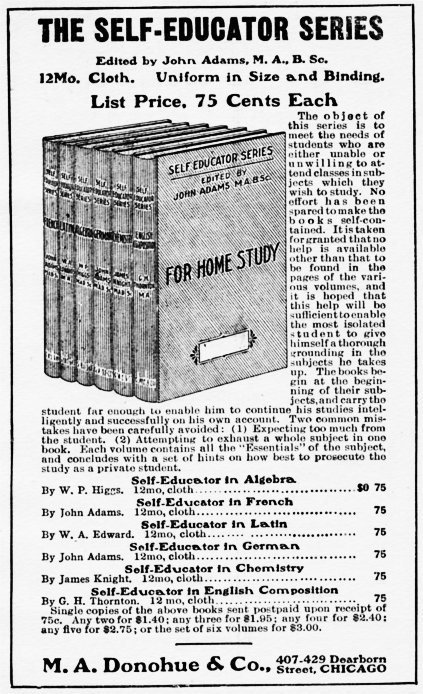 THE SELF-EDUCATOR SERIES
Edited by John Adams, M. A., B. Sc.
12Mo. Cloth. Uniform in Size and Binding.
List Price, 75 Cents Each
The object of
this series is to
meet the needs of
students who are
either unable or
unwilling to at-
tend classes in sub-
jects which they
wish to study. No
effort has been
spared to make the
books self-con-
tained. It is taken
for granted that no
help is available
other than that to
be found in the
pages of the vari-
ous volumes, and
it is hoped that
this help will be
sufficient to enable
the most isolated
student to give
himself a thorough
grounding in the
subjects he takes
up. The books be-
gin at the begin-
ning of their sub-
jects, and carry the
SELF EDUCATOR SERIES
EDITED BY
JOHN ADAMS M.A. B.Sc.
FOR HOME STUDY
student far enough to enable him to continue his studies intel-
ligently and successfully on his own account. Two common mis-
takes have been carefully avoided: (1) Expecting too much from
the student. (2) Attempting to exhaust a whole subject in one
book. Each volume contains all the "Essentials" of the subject,
and concludes with a set of hints on how best to prosecute the
study as a private student.
Self-Educator in Algebra
By W. P. Higgs. 12mo, cloth........................................$0 75
Self-Educator in French
By John Adams. 12mo, cloth........................................ 75
Self-Educator in Latin
By W. A. Edward. 12mo, cloth........................................ 75
Self-Educator in German
By John Adams. 12mo, cloth........................................ 75
Self-Educator in Chemistry
By James Knight. 12mo, cloth........................................ 75
Self-Educator in English Composition
By G. H. Thornton. 12 mo, cloth........................................ 75
Single copies of the above books sent postpaid upon receipt of
75c. Any two for $1.40; any three for $1.95; any four for $2.40;
any five for $2.75; or the set of six volumes for $3.00.
M. A. Donohue & Co., 407-429 Dearborn
Street, CHICAGO